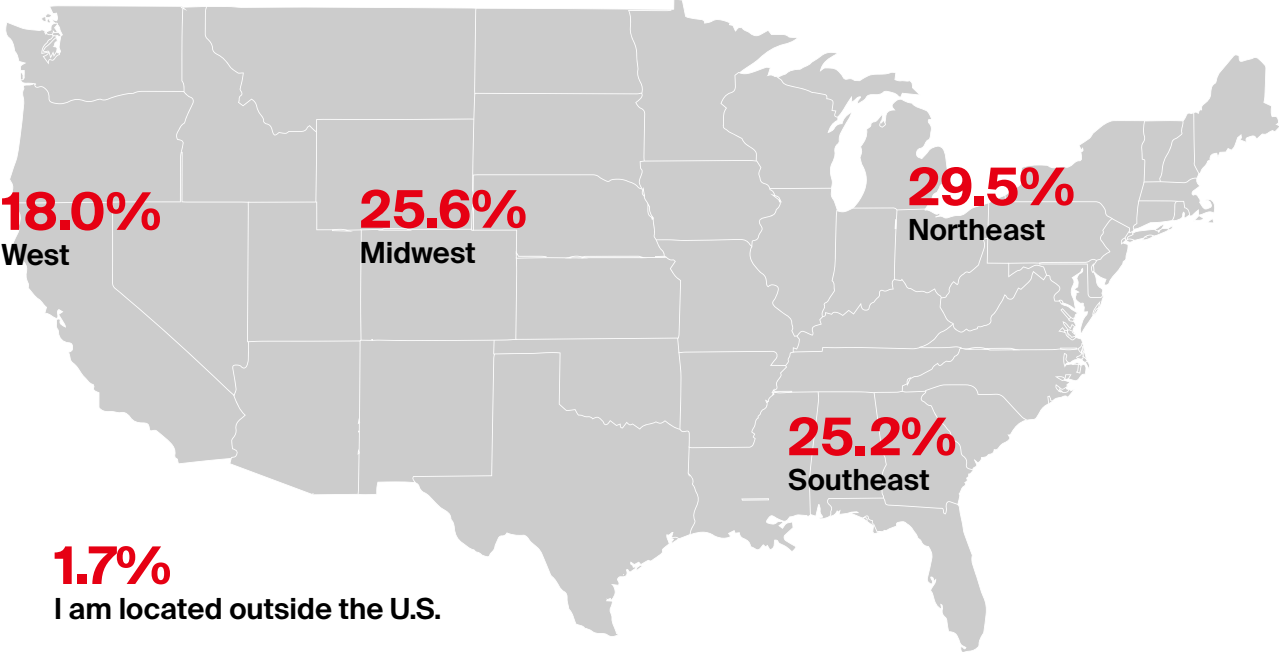 18.0%
West
25.6%
Midwest
29.5%
Northeast
25.2%
Southeast
1.7%
I am located outside the U.S.